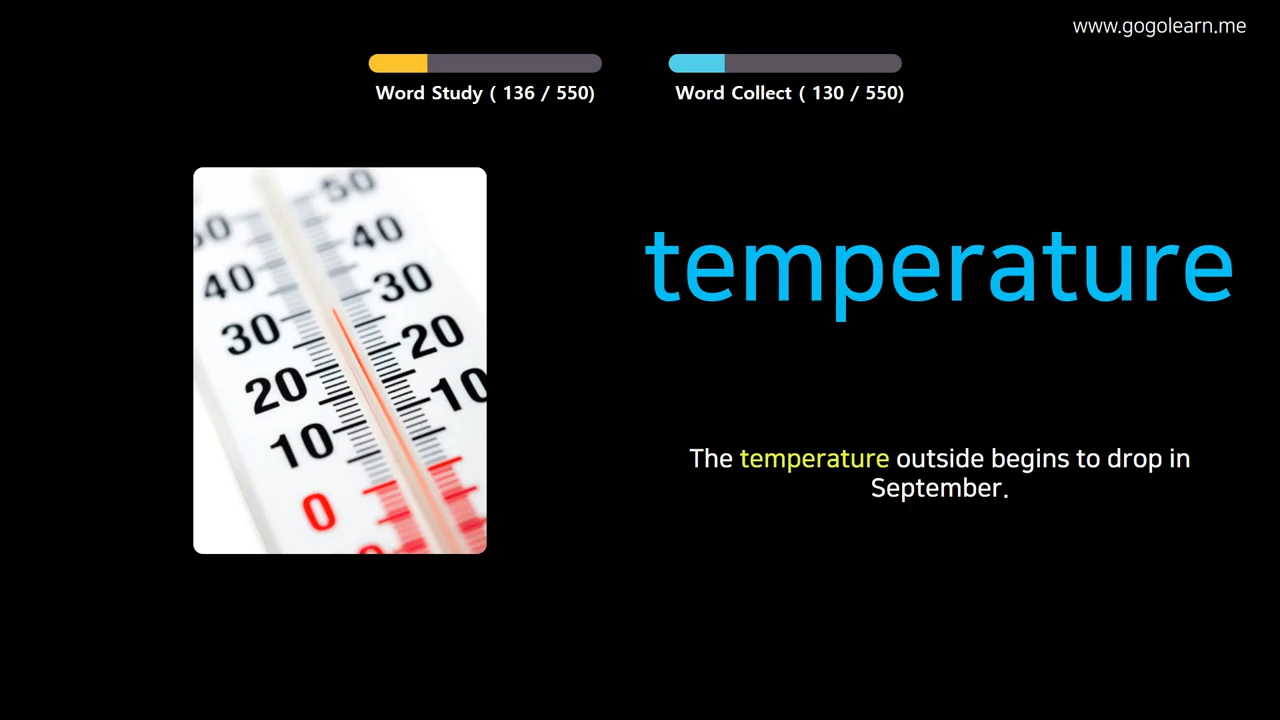 www.gogolearn.me
Word Study ( 136 / 550)
Word Collect ( 130 / 550)
50
40
40
30
30
20
20
10
10
0
temperature
The temperature outside begins to drop in
September.